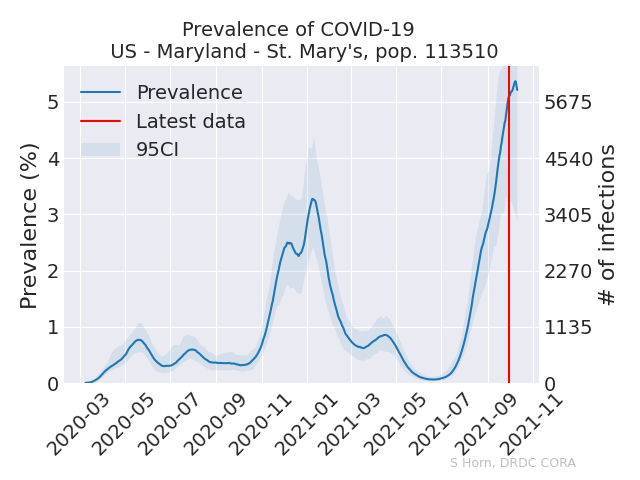 Prevalence of COVID-19
US - Maryland - St. Mary's, pop. 113510
Prevalence
Latest data
95CI
Prevalence (%)
5
4
3
2
1
0
# of infections
5675
4540
3405
2270
1135
0
2020-03
2020-05
2020-07
2020-09
2020-11
2021-01
2021-03
2021-05
2021-07
2021-09
2021-11
S Horn, DRDC CORA